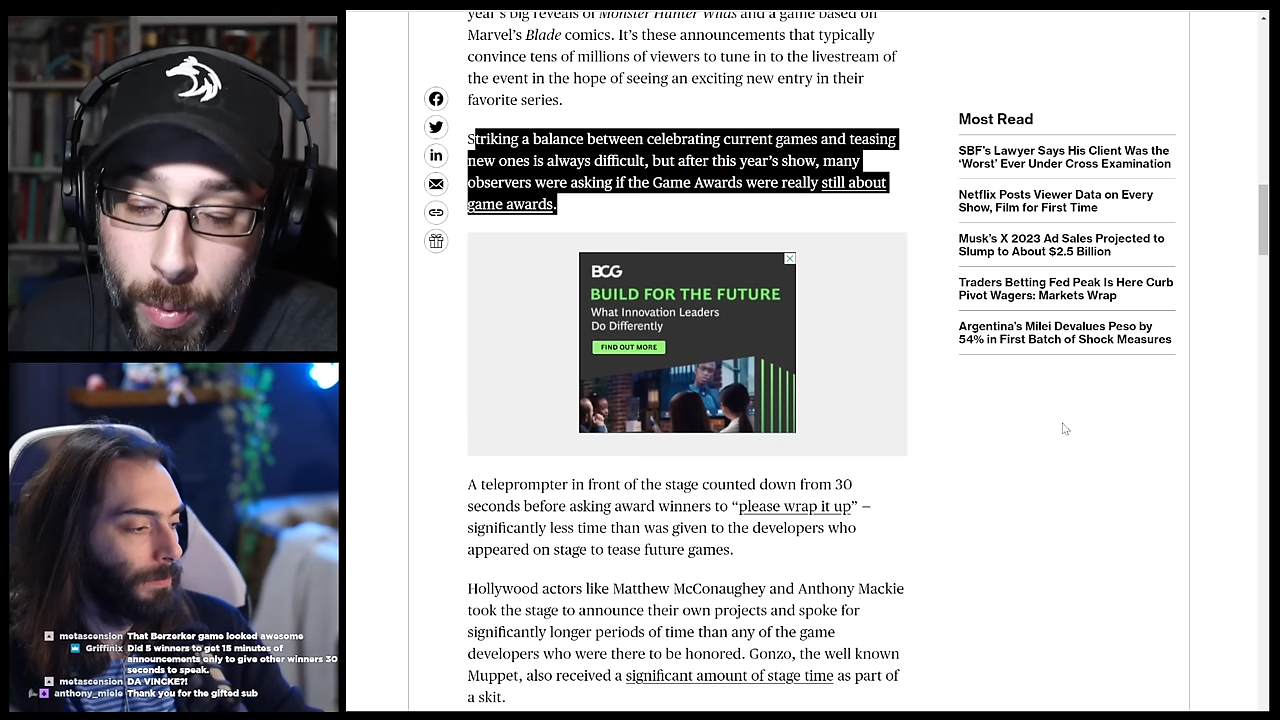 year's big reveals of Monster Hunter Wilds and a game based on
Marvel's Blade comics. It's these announcements that typically
convince tens of millions of viewers to tune in to the livestream of
the event in the hope of seeing an exciting new entry in their
favorite series.
Striking a balance between celebrating current games and teasing
new ones is always difficult, but after this year's show, many
observers were asking if the Game Awards were really still about
game awards.
BCG
BUILD FOR THE FUTURE
What Innovation Leaders
Do Differently
FIND OUT MORE
A teleprompter in front of the stage counted down from 30
seconds before asking award winners to “please wrap it up” —
significantly less time than was given to the developers who
appeared on stage to tease future games.
Hollywood actors like Matthew McConaughey and Anthony Mackie
took the stage to announce their own projects and spoke for
significantly longer periods of time than any of the game
developers who were there to be honored. Gonzo, the well known
Muppet, also received a significant amount of stage time as part of
a skit.
Most Read
SBF's Lawyer Says His Client Was the
‘Worst’ Ever Under Cross Examination
Netflix Posts Viewer Data on Every
Show, Film for First Time
Musk's X 2023 Ad Sales Projected to
Slump to About $2.5 Billion
Traders Betting Fed Peak Is Here Curb
Pivot Wagers: Markets Wrap
Argentina's Milei Devalues Peso by
54% in First Batch of Shock Measures
metascension That Berzerker game looked awesome
Griffinix Did 5 winners to get 15 minutes of
announcements only to give other winners 30
seconds to speak.
metascension DA VINCKE?!
anthony_miele Thank you for the gifted sub